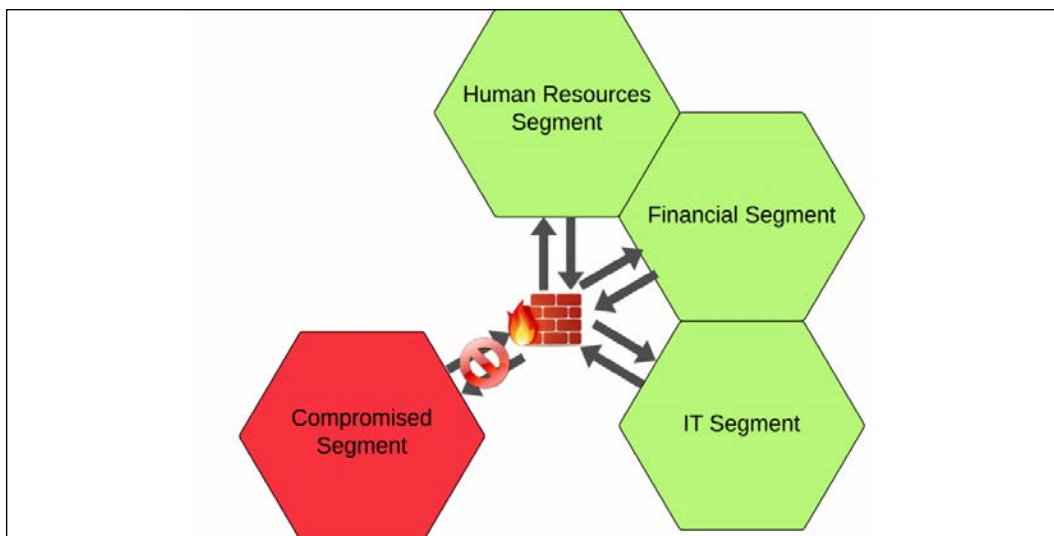 Human Resources
Segment
Financial Segment
Compromised
Segment
IT Segment